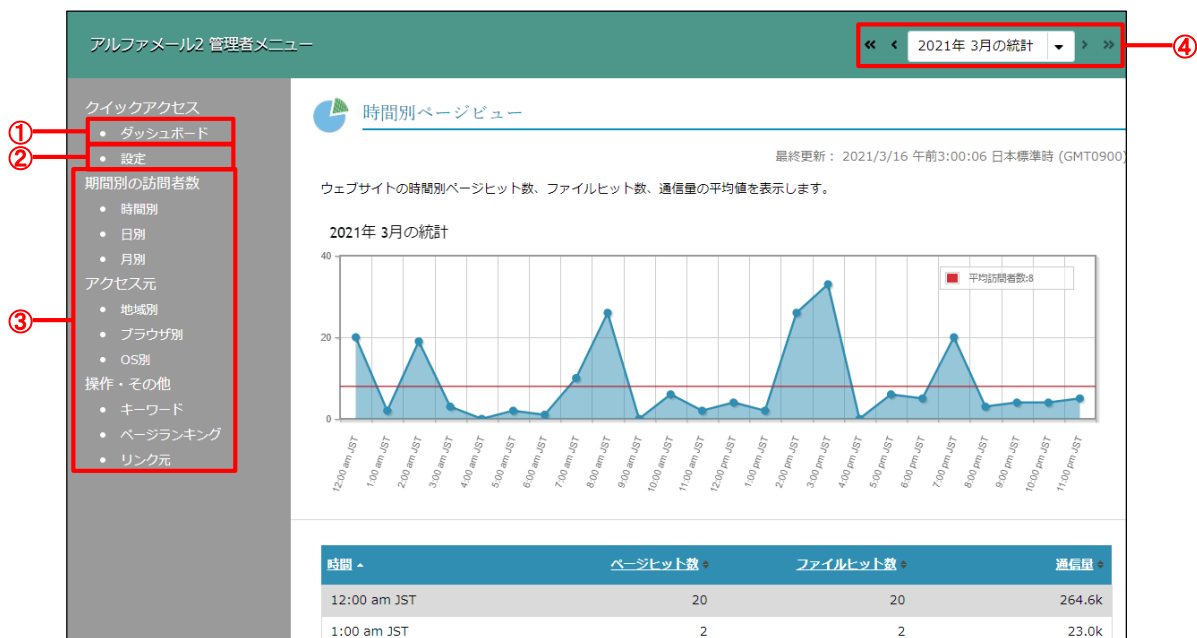 アルファメール2 管理者メニュー
« ‹ 2021年 3月の統計 › »
④
クイックアクセス
① ダッシュボード
② 設定
③
期間別の訪問者数
時間別
日別
月別
アクセス元
地域別
ブラウザ別
OS別
操作・その他
キーワード
ページランキング
リンク元
時間別ページビュー
最終更新： 2021/3/16 午前3:00:06 日本標準時 (GMT0900)
ウェブサイトの時間別ページヒット数、ファイルヒット数、通信量の平均値を表示します。
2021年 3月の統計
40
20
0
平均訪問者数:8
12:00 am JST
1:00 am JST
2:00 am JST
3:00 am JST
4:00 am JST
5:00 am JST
6:00 am JST
7:00 am JST
8:00 am JST
9:00 am JST
10:00 am JST
11:00 am JST
12:00 pm JST
1:00 pm JST
2:00 pm JST
3:00 pm JST
4:00 pm JST
5:00 pm JST
6:00 pm JST
7:00 pm JST
8:00 pm JST
9:00 pm JST
10:00 pm JST
11:00 pm JST
時間 ページヒット数 ファイルヒット数 通信量
12:00 am JST 20 20 264.6k
1:00 am JST 2 2 23.0k